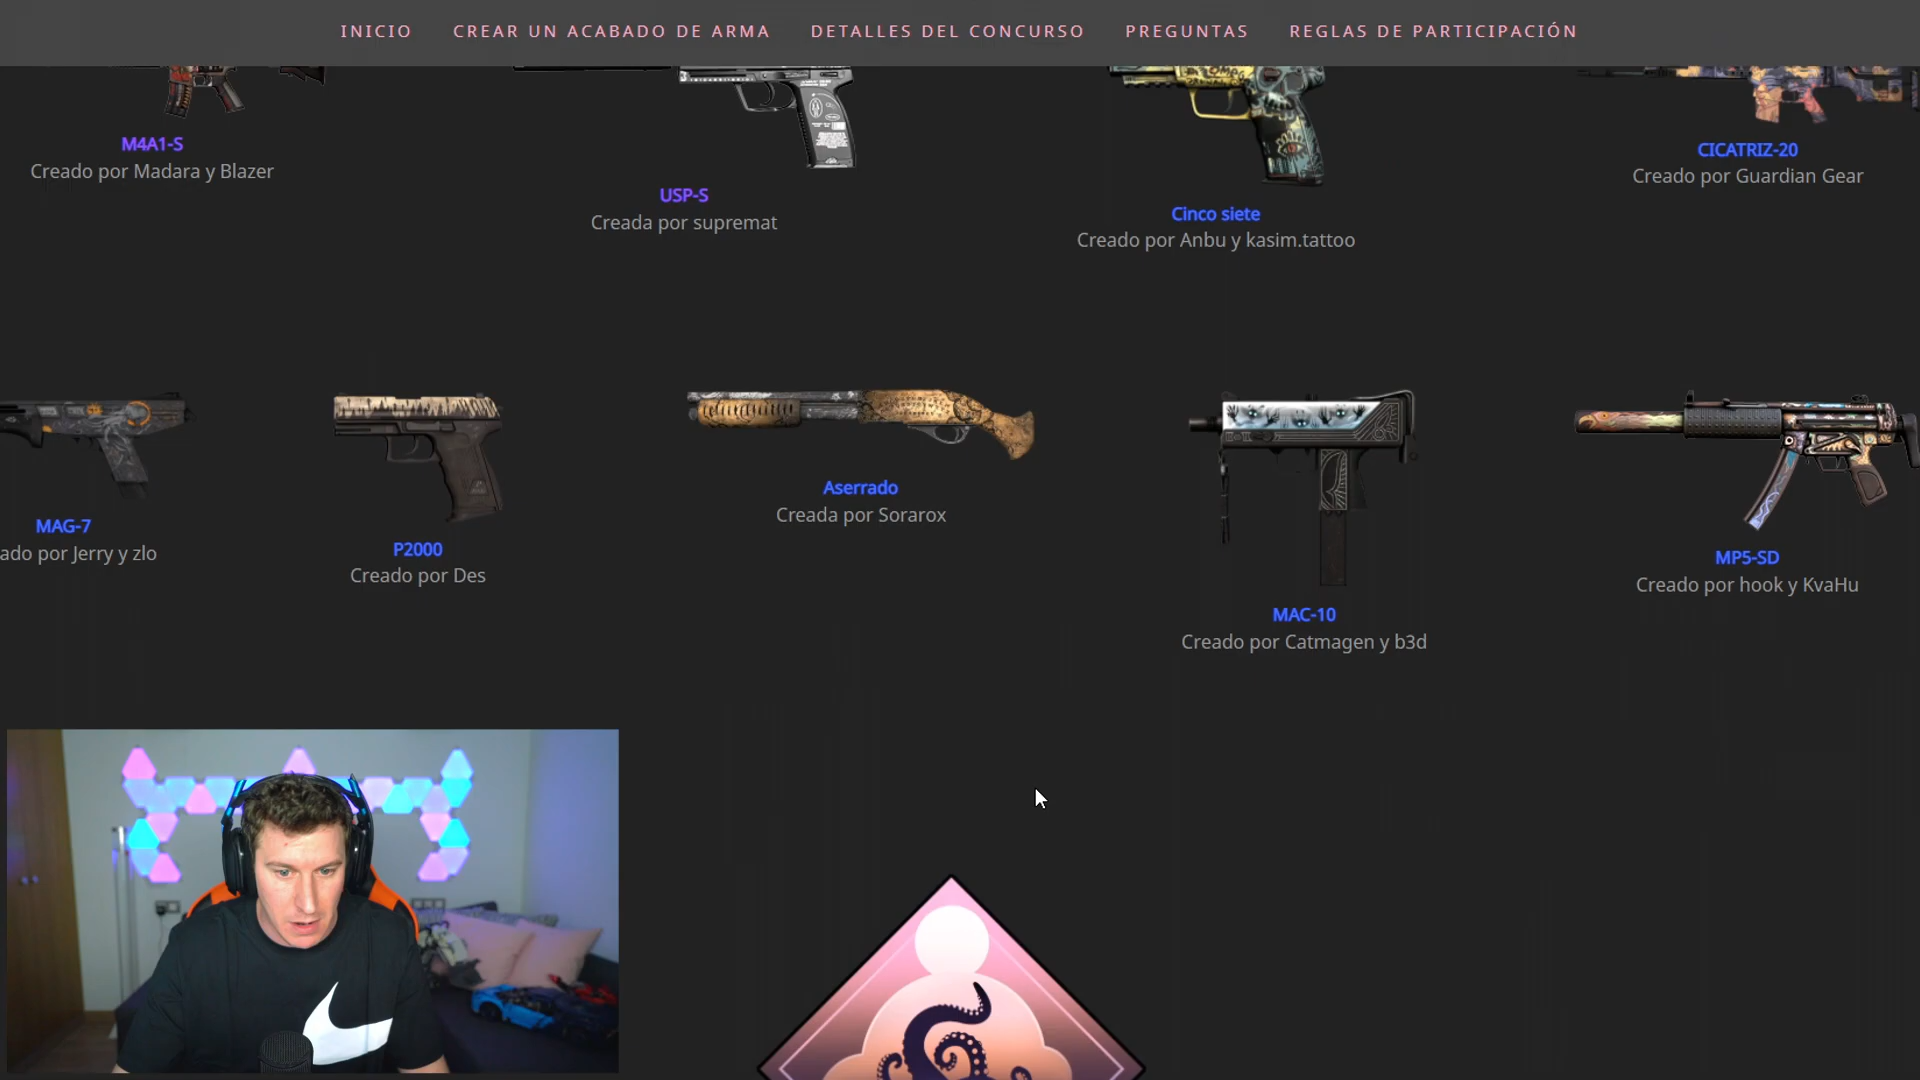 INICIO
CREAR UN ACABADO DE ARMA
DETALLES DEL CONCURSO
PREGUNTAS
REGLAS DE PARTICIPACIÓN
M4A1-S
Creado por Madara y Blazer
USP-S
Creada por supremat
Cinco siete
Creado por Anbu y kasim.tattoo
CICATRIZ-20
Creado por Guardian Gear
MAG-7
ado por Jerry y zlo
P2000
Creado por Des
Aserrado
Creada por Sorarox
MAC-10
Creado por Catmagen y b3d
MP5-SD
Creado por hook y KvaHu